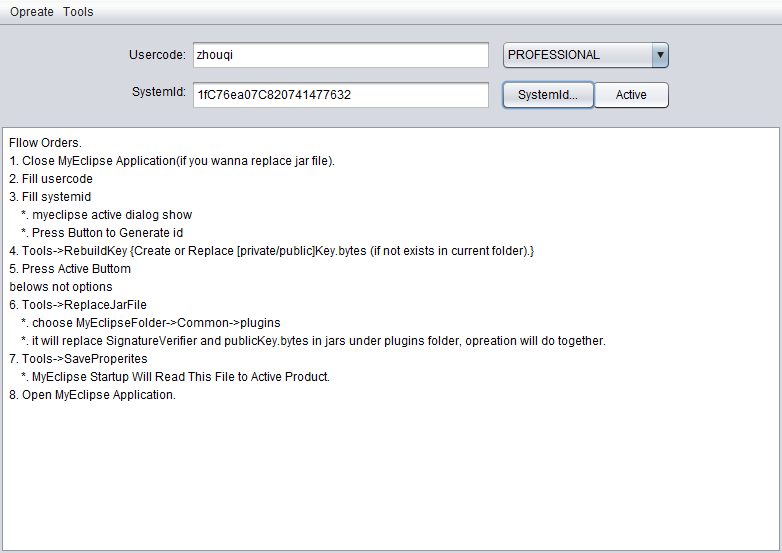 Opreate Tools
Usercode: zhouqi PROFESSIONAL
SystemId: 1fC76ea07C820741477632 SystemId... Active
Fllow Orders.
1. Close MyEclipse Application(if you wanna replace jar file).
2. Fill usercode
3. Fill systemid
*. myeclipse active dialog show
*. Press Button to Generate id
4. Tools->RebuildKey {Create or Replace [private/public]Key.bytes (if not exists in current folder).}
5. Press Active Buttom
belows not options
6. Tools->ReplaceJarFile
*. choose MyEclipseFolder->Common->plugins
*. it will replace SignatureVerifier and publicKey.bytes in jars under plugins folder, opreation will do together.
7. Tools->SaveProperites
*. MyEclipse Startup Will Read This File to Active Product.
8. Open MyEclipse Application.